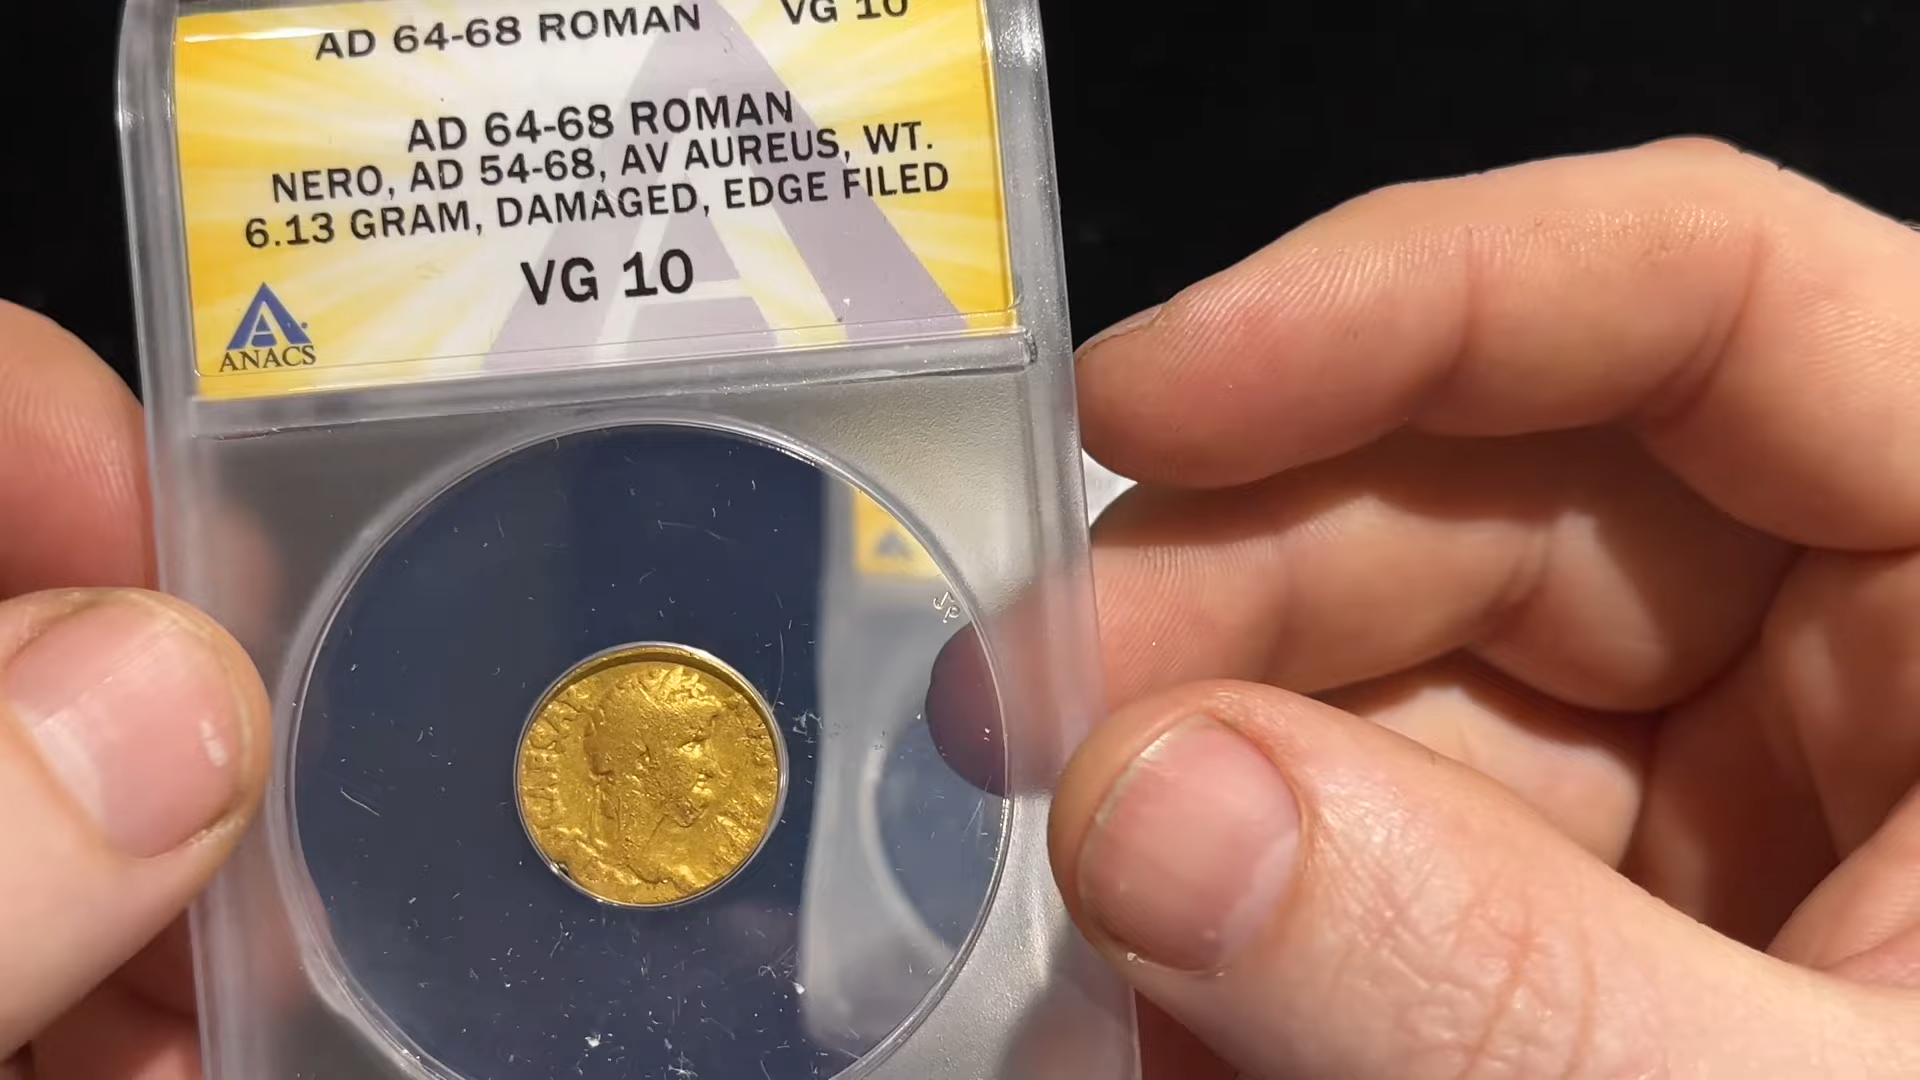 AD 64-68 ROMAN VG 10
AD 64-68 ROMAN
NERO, AD 54-68, AV AUREUS, WT.
6.13 GRAM, DAMAGED, EDGE FILED
VG 10
ANACS